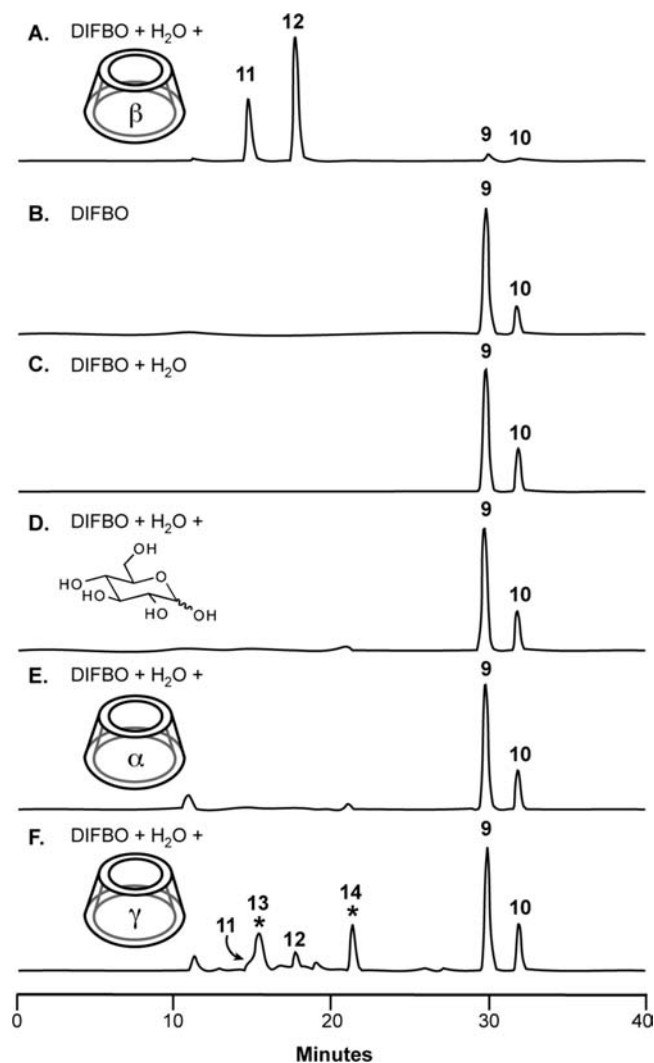 A. DIFBO + H₂O +
β
11
12
9
10
B. DIFBO
9
10
C. DIFBO + H₂O
9
10
D. DIFBO + H₂O +
OH
HO
O
HO
HO
OH
9
10
E. DIFBO + H₂O +
α
9
10
F. DIFBO + H₂O +
γ
11
13
*
12
14
*
9
10
0 10 20 30 40
Minutes